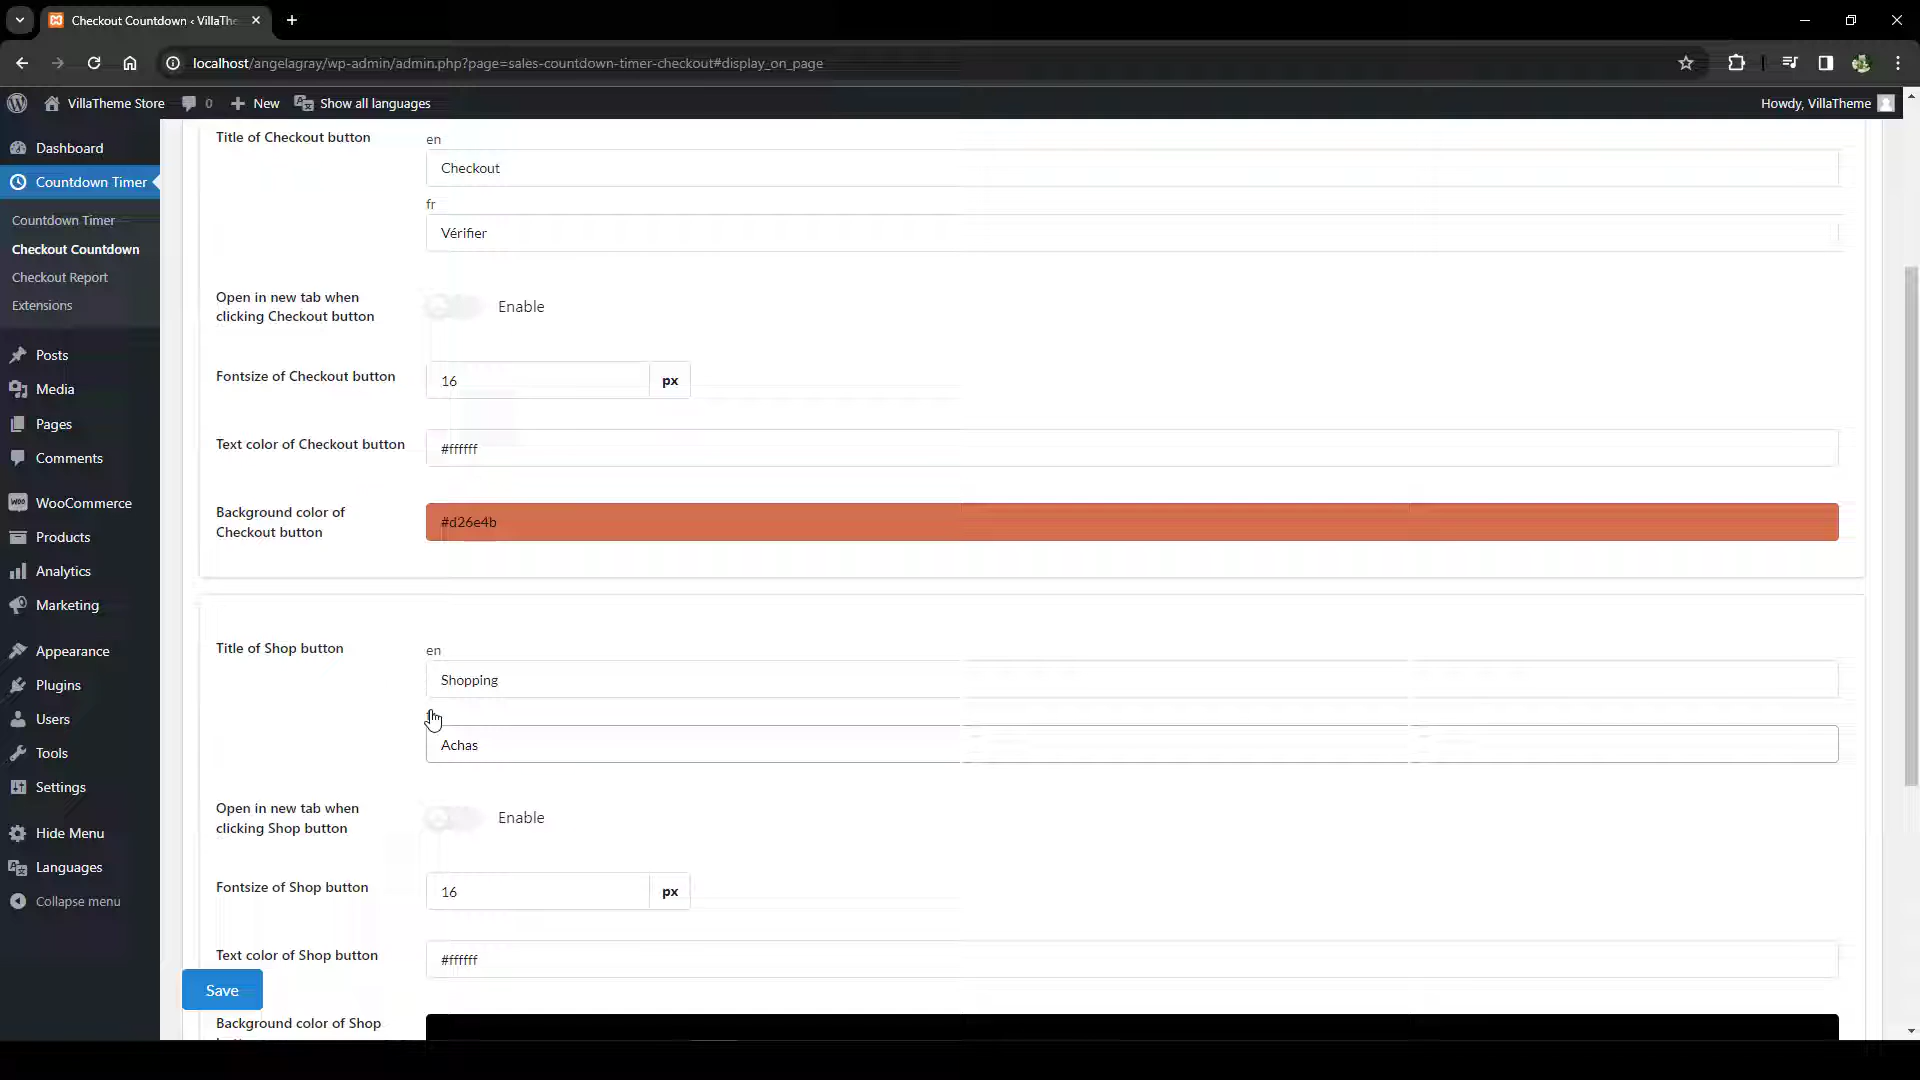 Checkout Countdown ‹ VillaThe
localhost/angelagray/wp-admin/admin.php?page=sales-countdown-timer-checkout#display_on_page
VillaTheme Store
0
New
Show all languages
Howdy, VillaTheme
Dashboard
Countdown Timer
Countdown Timer
Checkout Countdown
Checkout Report
Extensions
Posts
Media
Pages
Comments
WooCommerce
Products
Analytics
Marketing
Appearance
Plugins
Users
Tools
Settings
Hide Menu
Languages
Collapse menu
Title of Checkout button
en
Checkout
fr
Vérifier
Open in new tab when
clicking Checkout button
Enable
Fontsize of Checkout button
16
px
Text color of Checkout button
#ffffff
Background color of
Checkout button
#d26e4b
Title of Shop button
en
Shopping
Achas
Open in new tab when
clicking Shop button
Enable
Fontsize of Shop button
16
px
Text color of Shop button
#ffffff
Save
Background color of Shop